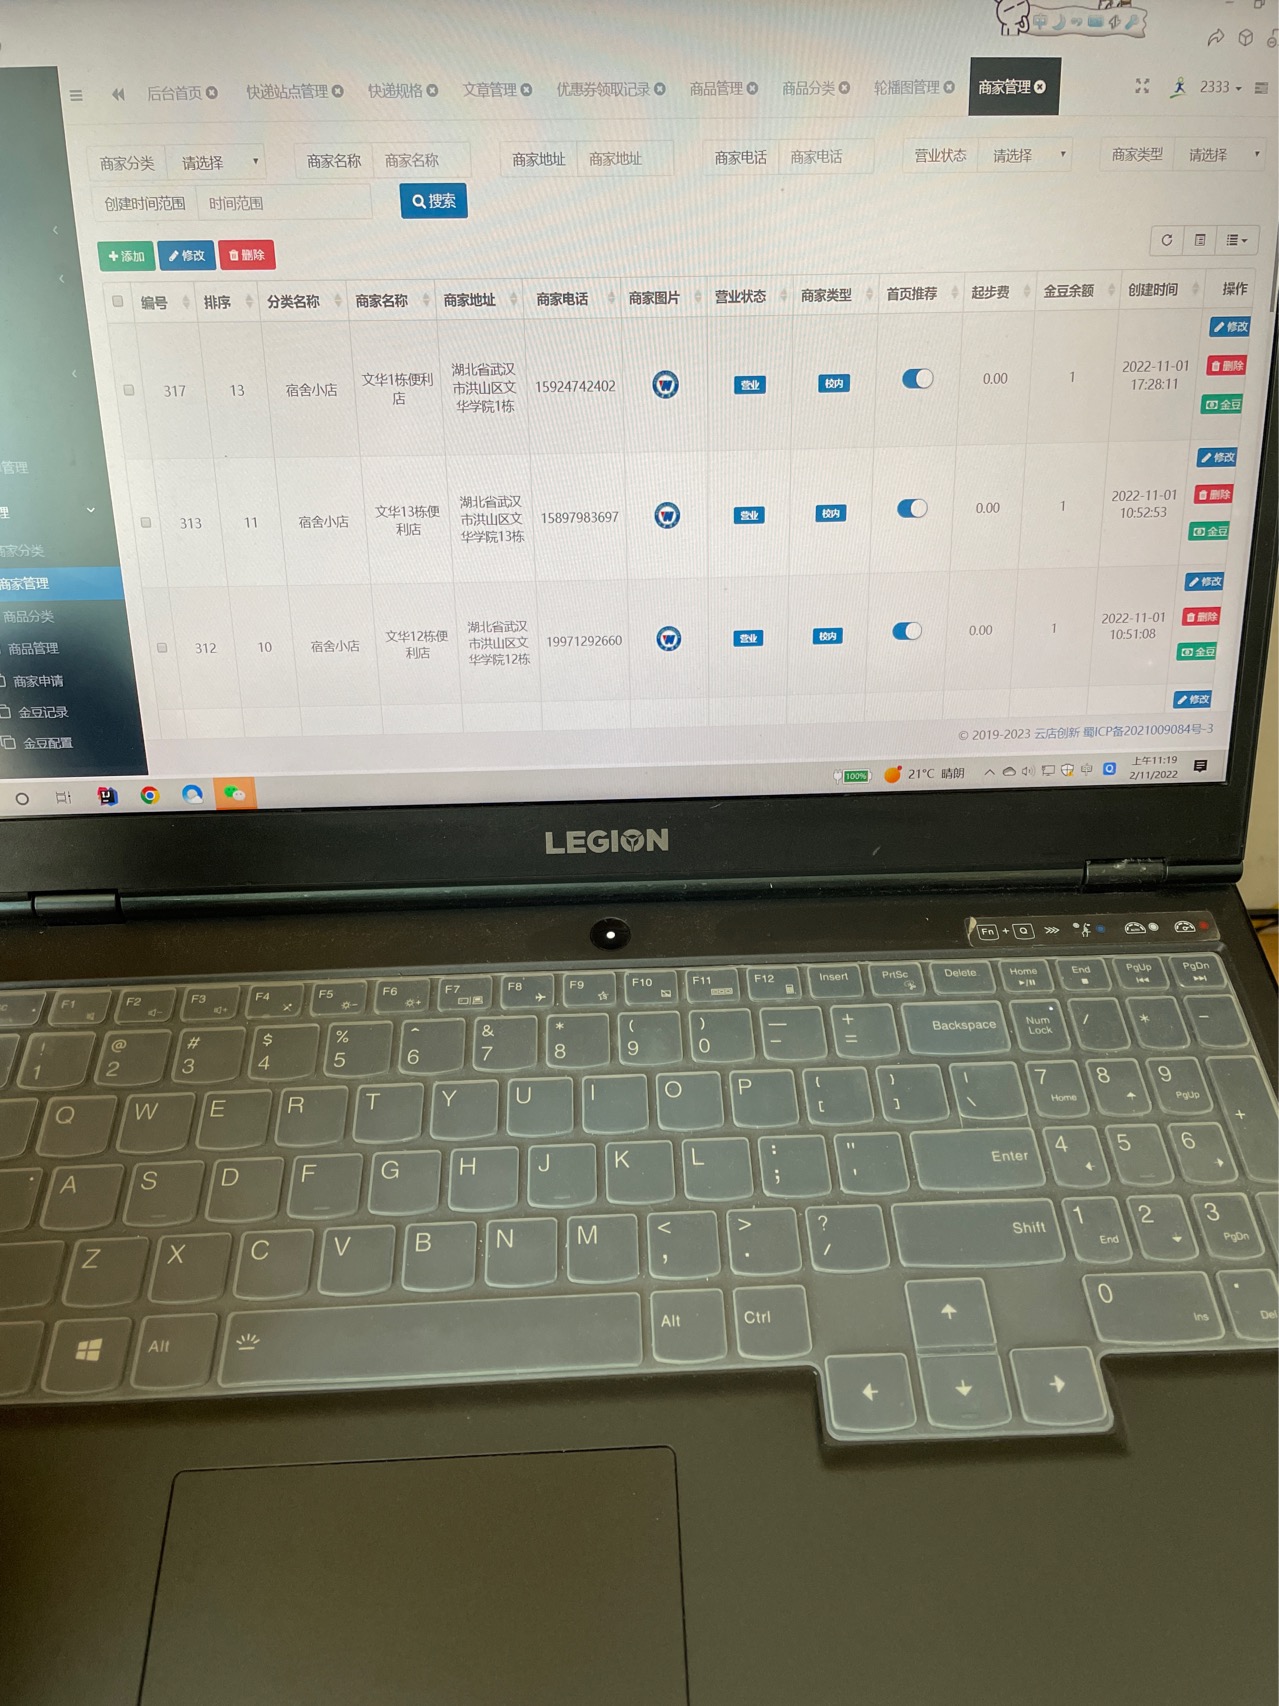 中
后台首页
快递站点管理
快递规格
文章管理
优惠券领取记录
商品管理
商品分类
轮播图管理
商家管理
2333
商家分类 请选择
商家名称 商家名称
商家地址 商家地址
商家电话 商家电话
营业状态 请选择
商家类型 请选择
创建时间范围 时间范围
搜索
添加 修改 删除
编号 排序 分类名称 商家名称 商家地址 商家电话 商家图片 营业状态 商家类型 首页推荐 起步费 金豆余额 创建时间 操作
317 13 宿舍小店 文华1栋便利店 湖北省武汉市洪山区文华学院1栋 15924742402 营业 校内 0.00 1 2022-11-01 17:28:11 修改 删除 金豆
313 11 宿舍小店 文华13栋便利店 湖北省武汉市洪山区文华学院13栋 15897983697 营业 校内 0.00 1 2022-11-01 10:52:53 修改 删除 金豆
312 10 宿舍小店 文华12栋便利店 湖北省武汉市洪山区文华学院12栋 19971292660 营业 校内 0.00 1 2022-11-01 10:51:08 修改 删除 金豆
修改
管理
理
商家分类
商家管理
商品分类
商品管理
商家申请
金豆记录
金豆配置
© 2019-2023 云店创新 蜀ICP备2021009084号-3
100% 21°C 晴朗 中 上午11:19
2/11/2022
LEGION
Fn + Q
F1 F2 F3 F4 F5 F6 F7 F8 F9 F10 F11 F12 Insert PrtSc Delete Home End PgUp PgDn
! 1 @ 2 # 3 $ 4 % 5 ^ 6 & 7 * 8 ( 9 ) 0 — - + = Backspace Num Lock / * -
Q W E R T Y U I O P { [ } ] | \ 7 Home 8 9 PgUp +
A S D F G H J K L : ; " ' Enter 4 5 6
Z X C V B N M < , > . ? / Shift 1 End 2 3 PgDn
Alt Alt Ctrl 0 Ins . Del